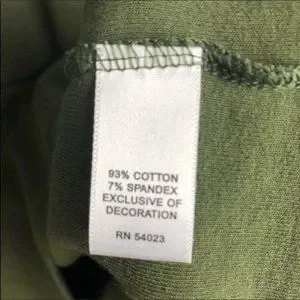 93% COTTON
7% SPANDEX
EXCLUSIVE OF
DECORATION
RN 54023